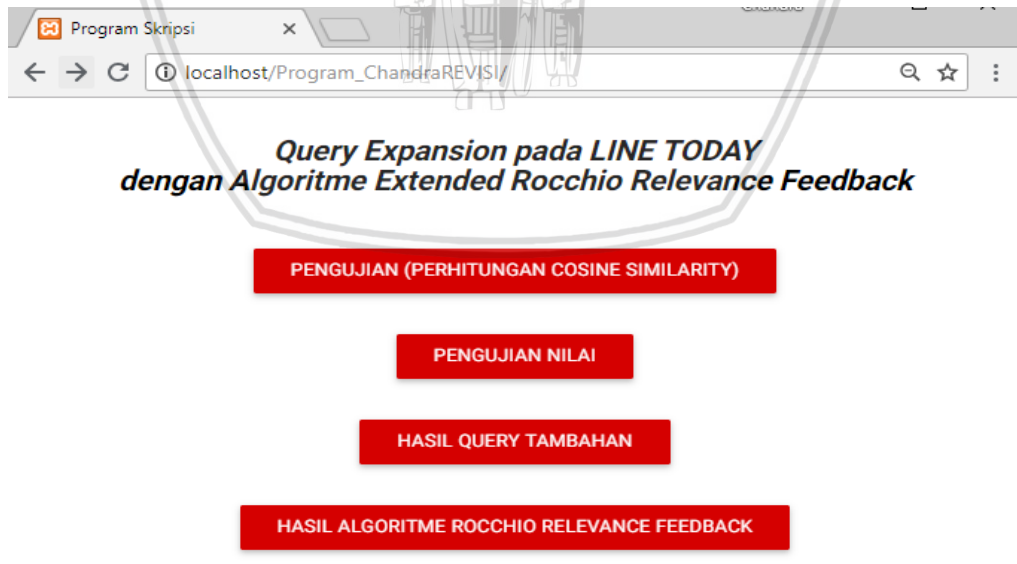 Chandra
Program Skripsi
localhost/Program_ChandraREVISI/
Query Expansion pada LINE TODAY
dengan Algoritme Extended Rocchio Relevance Feedback
PENGUJIAN (PERHITUNGAN COSINE SIMILARITY)
PENGUJIAN NILAI
HASIL QUERY TAMBAHAN
HASIL ALGORITME ROCCHIO RELEVANCE FEEDBACK